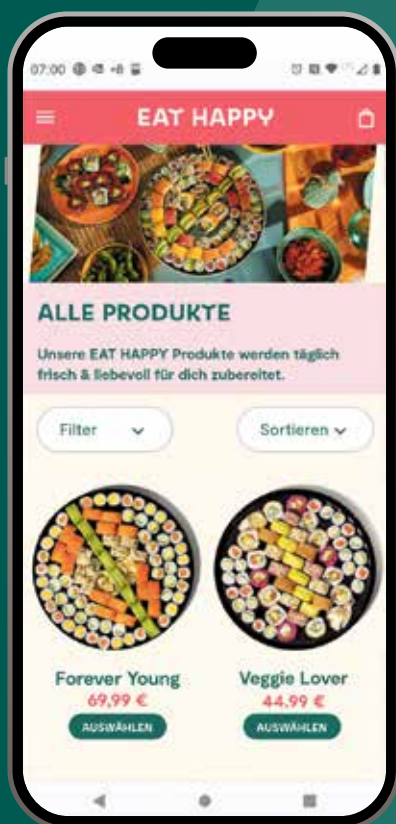 07:00
EAT HAPPY
ALLE PRODUKTE
Unsere EAT HAPPY Produkte werden täglich
frisch & liebevoll für dich zubereitet.
Filter
Sortieren
Forever Young
Veggie Lover
69,99 €
44,99 €
AUSWÄHLEN
AUSWÄHLEN